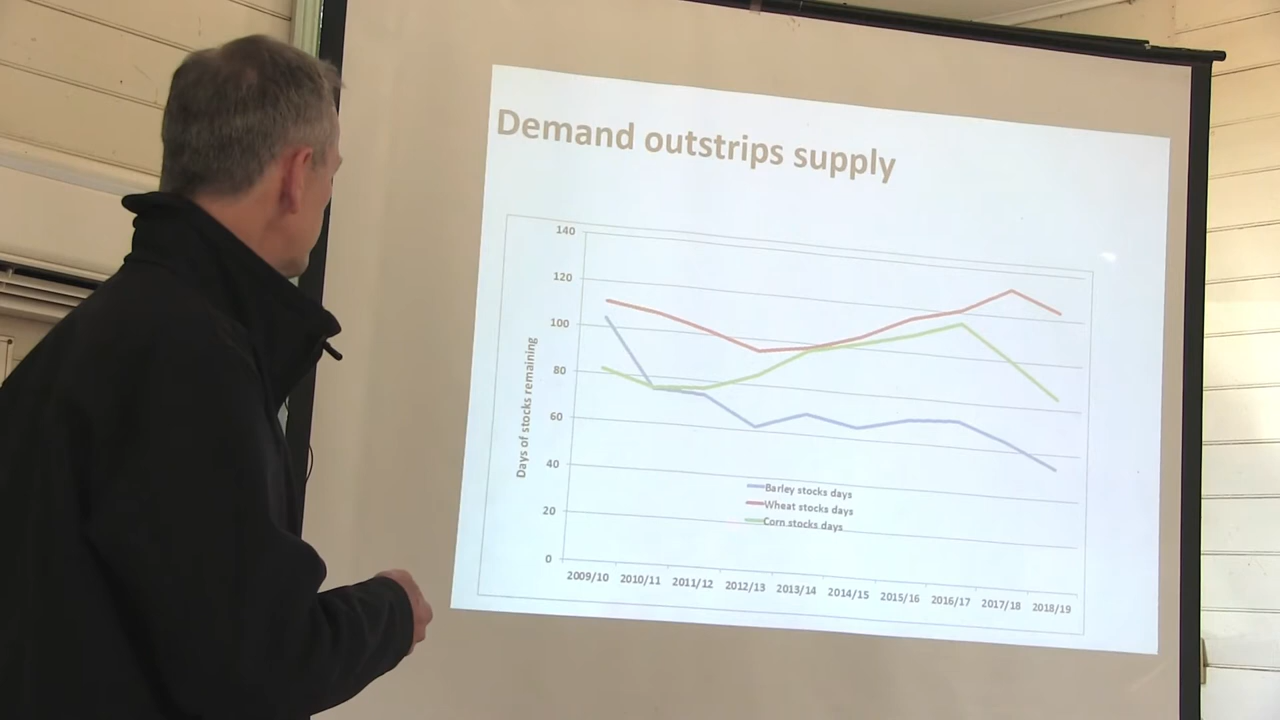 Demand outstrips supply
140
120
100
80
60
40
20
0
Days of stocks remaining
Barley stocks days
Wheat stocks days
Corn stocks days
2009/10 2010/11 2011/12 2012/13 2013/14 2014/15 2015/16 2016/17 2017/18 2018/19